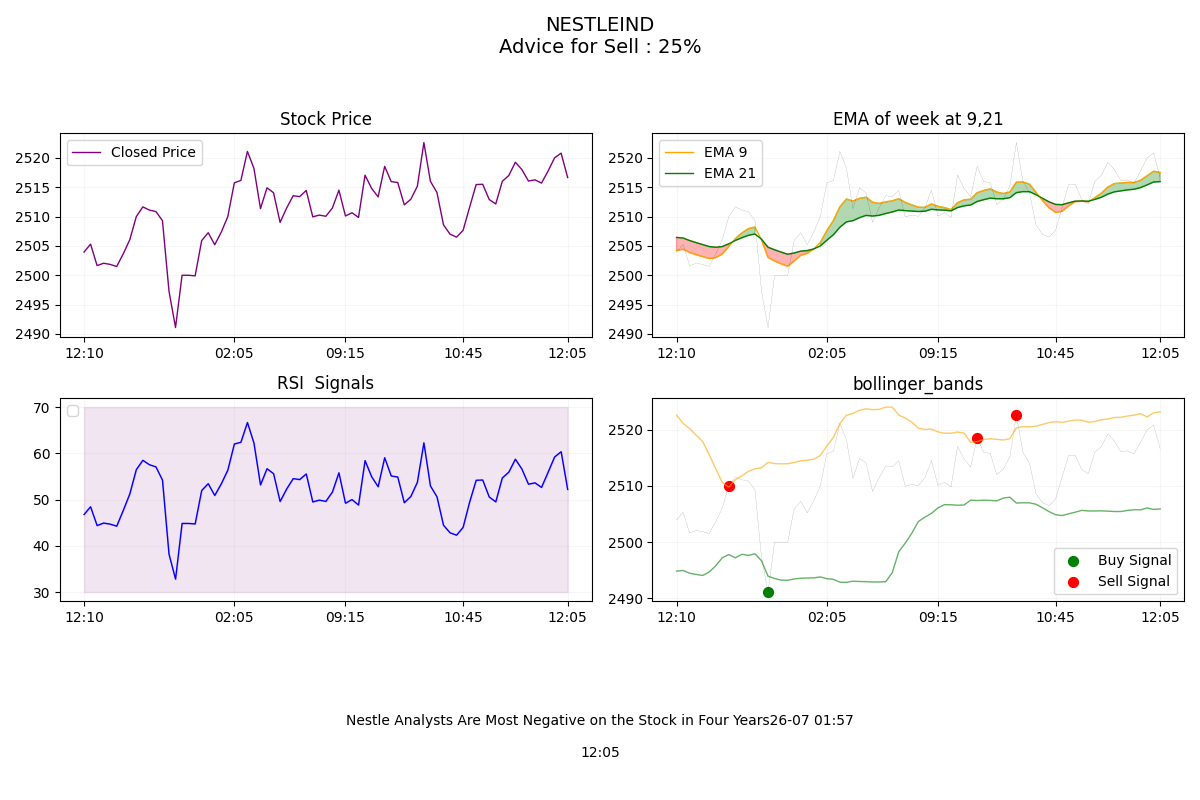 NESTLEIND
Advice for Sell : 25%
Stock Price
Closed Price
2520
2515
2510
2505
2500
2495
2490
12:10 02:05 09:15 10:45 12:05
EMA of week at 9,21
EMA 9
EMA 21
2520
2515
2510
2505
2500
2495
2490
12:10 02:05 09:15 10:45 12:05
RSI  Signals
70
60
50
40
30
12:10 02:05 09:15 10:45 12:05
bollinger_bands
2520
2510
2500
2490
Buy Signal
Sell Signal
12:10 02:05 09:15 10:45 12:05
Nestle Analysts Are Most Negative on the Stock in Four Years26-07 01:57
12:05